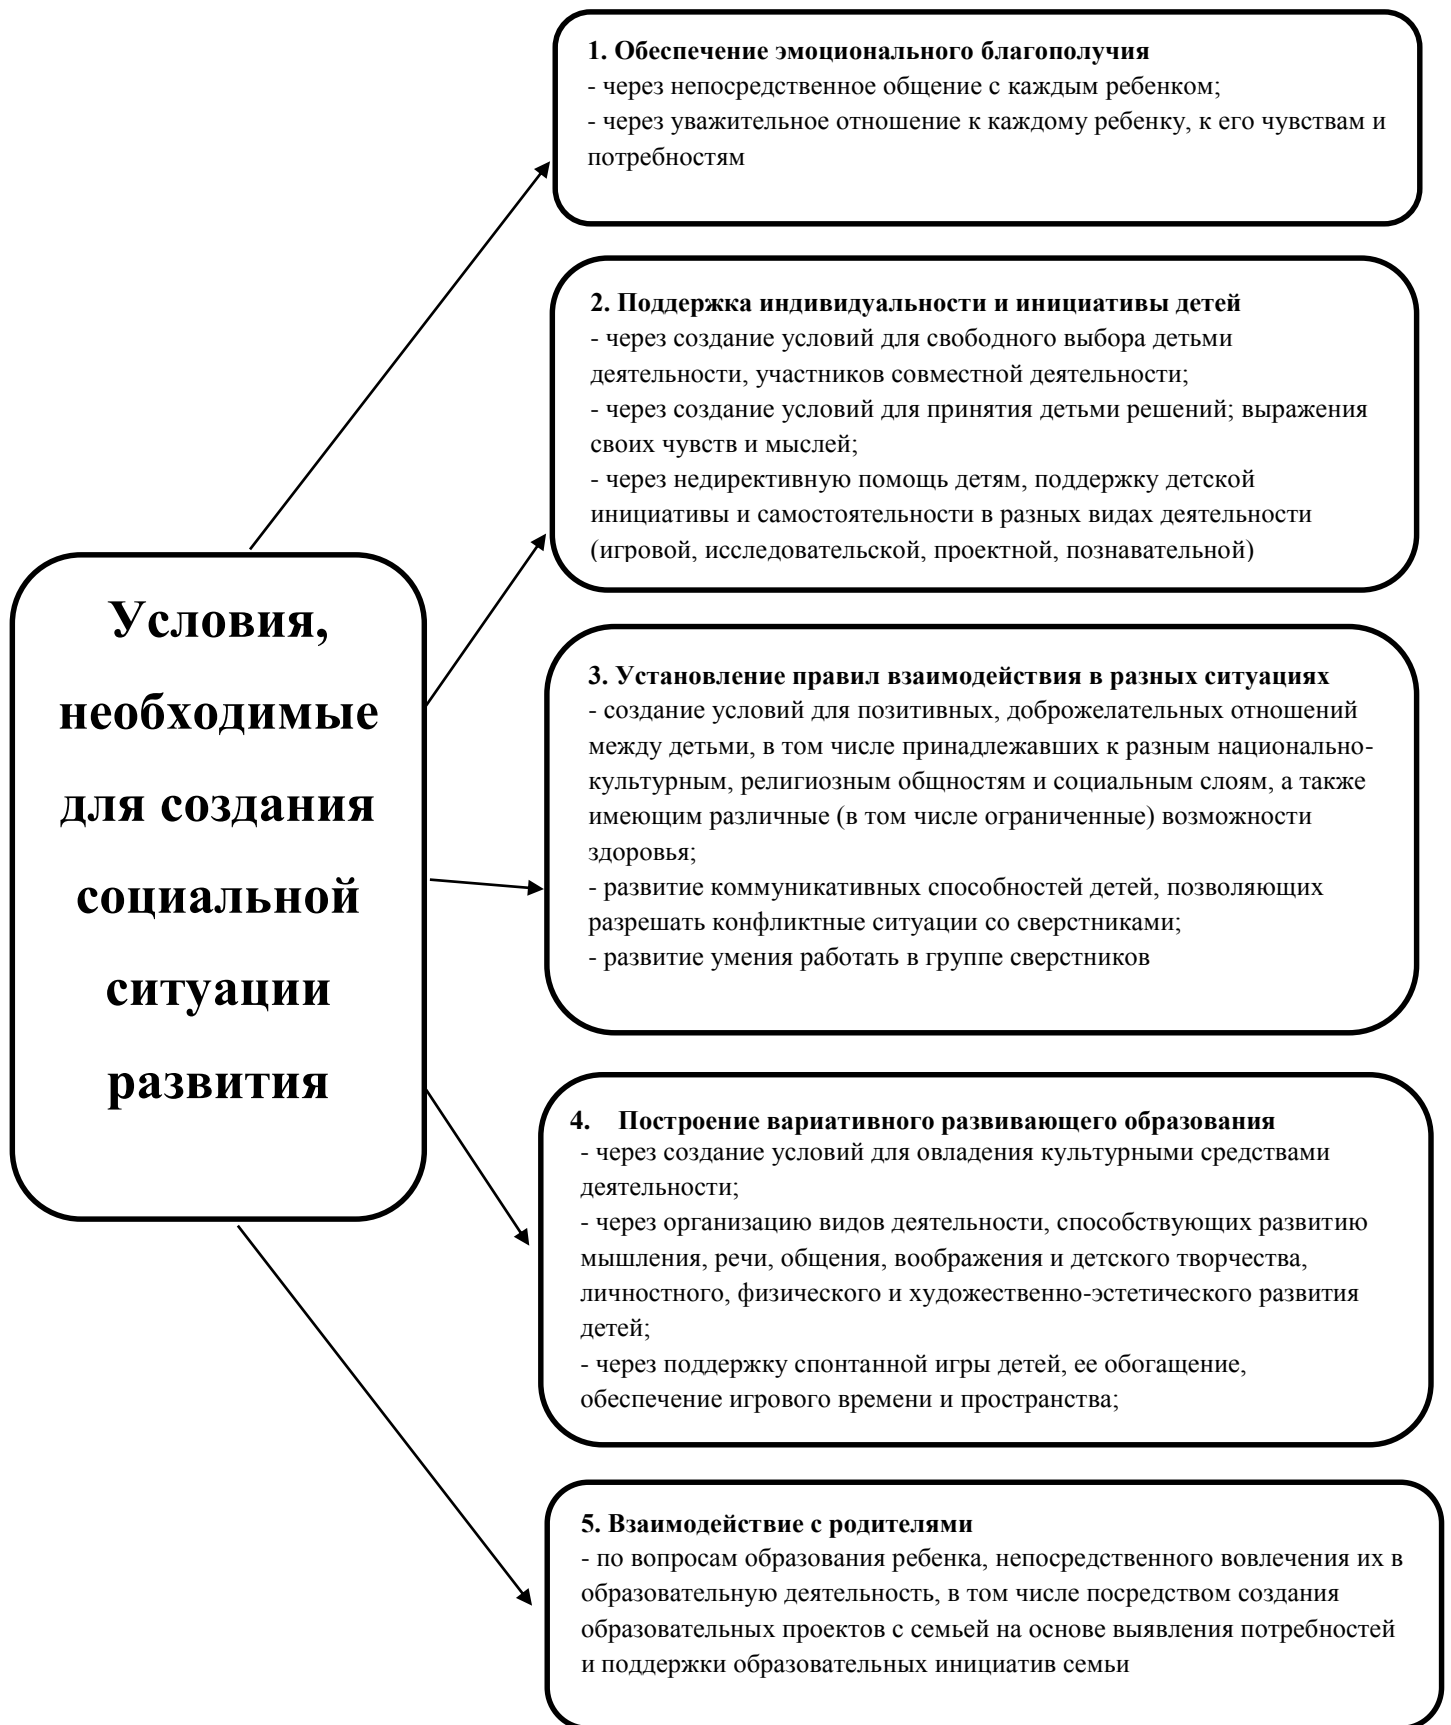 1. Обеспечение эмоционального благополучия
- через непосредственное общение с каждым ребенком;
- через уважительное отношение к каждому ребенку, к его чувствам и
потребностям
2. Поддержка индивидуальности и инициативы детей
- через создание условий для свободного выбора детьми
деятельности, участников совместной деятельности;
- через создание условий для принятия детьми решений; выражения
своих чувств и мыслей;
- через недирективную помощь детям, поддержку детской
инициативы и самостоятельности в разных видах деятельности
(игровой, исследовательской, проектной, познавательной)
Условия,
необходимые
для создания
социальной
ситуации
развития
3. Установление правил взаимодействия в разных ситуациях
- создание условий для позитивных, доброжелательных отношений
между детьми, в том числе принадлежавших к разным национально-
культурным, религиозным общностям и социальным слоям, а также
имеющим различные (в том числе ограниченные) возможности
здоровья;
- развитие коммуникативных способностей детей, позволяющих
разрешать конфликтные ситуации со сверстниками;
- развитие умения работать в группе сверстников
4. Построение вариативного развивающего образования
- через создание условий для овладения культурными средствами
деятельности;
- через организацию видов деятельности, способствующих развитию
мышления, речи, общения, воображения и детского творчества,
личностного, физического и художественно-эстетического развития
детей;
- через поддержку спонтанной игры детей, ее обогащение,
обеспечение игрового времени и пространства;
5. Взаимодействие с родителями
- по вопросам образования ребенка, непосредственного вовлечения их в
образовательную деятельность, в том числе посредством создания
образовательных проектов с семьей на основе выявления потребностей
и поддержки образовательных инициатив семьи